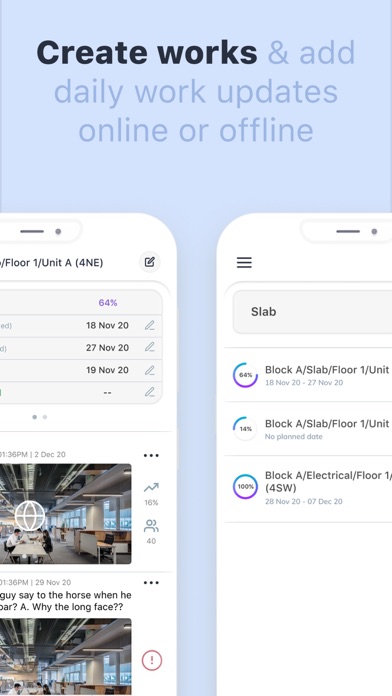 Create works & add
daily work updates
online or offline
/Floor 1/Unit A (4NE)
64%
18 Nov 20
27 Nov 20
19 Nov 20
--
01:36PM | 2 Dec 20
16%
40
01:36PM | 29 Nov 20
guy say to the horse when he
bar? A. Why the long face??
Slab
64%
Block A/Slab/Floor 1/Unit
18 Nov 20 - 27 Nov 20
14%
Block A/Slab/Floor 1/Unit
No planned date
100%
Block A/Electrical/Floor 1/
(4SW)
28 Nov 20 - 07 Dec 20